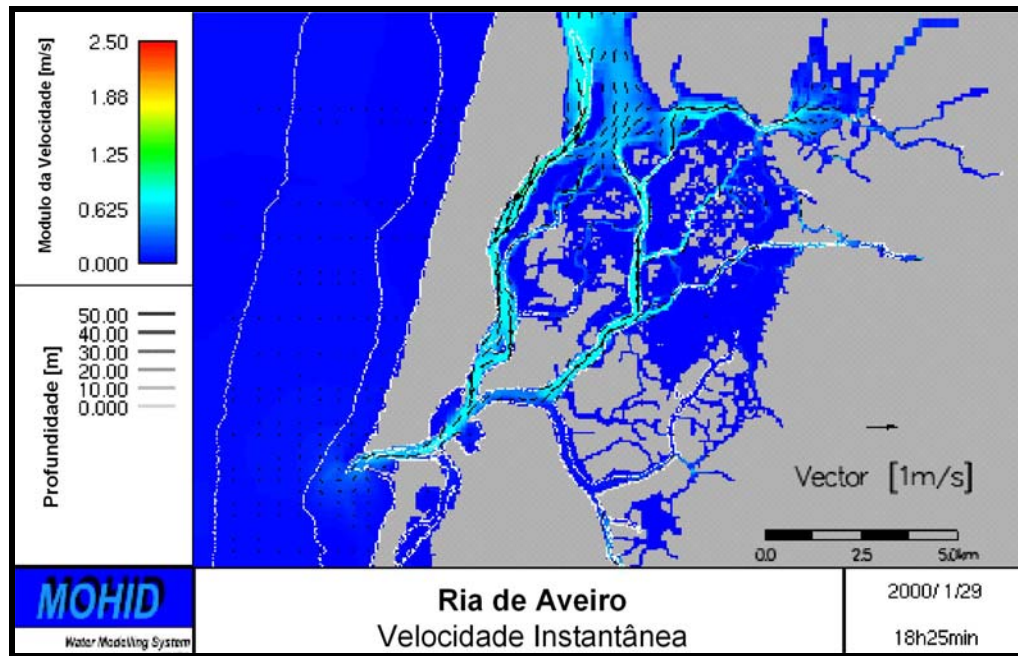 Modulo da Velocidade [m/s]
2.50
1.88
1.25
0.625
0.000
Profundidade [m]
50.00
40.00
30.00
20.00
10.00
0.000
Vector [1m/s]
0.0 2.5 5.0km
MOHID
Water Modelling System
Ria de Aveiro
Velocidade Instantânea
2000/1/29
18h25min